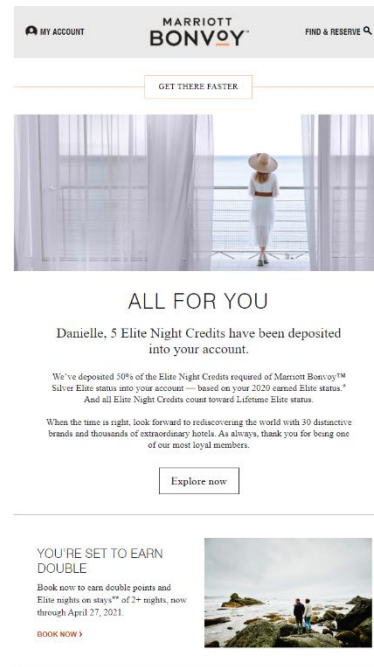 MY ACCOUNT
MARRIOTT
BONVOY
FIND & RESERVE
GET THERE FASTER
ALL FOR YOU
Danielle, 5 Elite Night Credits have been deposited
into your account.
We've deposited 50% of the Elite Night Credits required of Marriott Bonvoy™
Silver Elite status into your account — based on your 2020 earned Elite status.*
And all Elite Night Credits count toward Lifetime Elite status.
When the time is right, look forward to rediscovering the world with 30 distinctive
brands and thousands of extraordinary hotels. As always, thank you for being one
of our most loyal members.
Explore now
YOU'RE SET TO EARN
DOUBLE
Book now to earn double points and
Elite nights on stays** of 2+ nights, now
through April 27, 2021.
BOOK NOW ›